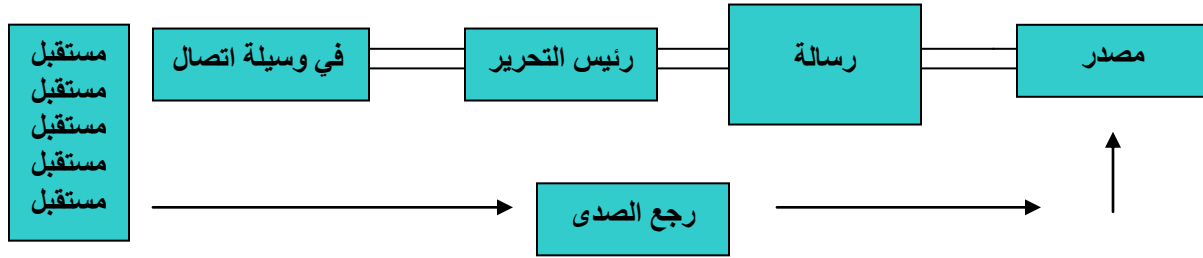 مصدر
رسالة
رئيس التحرير
في وسيلة اتصال
مستقبل
مستقبل
مستقبل
مستقبل
مستقبل
رجع الصدى